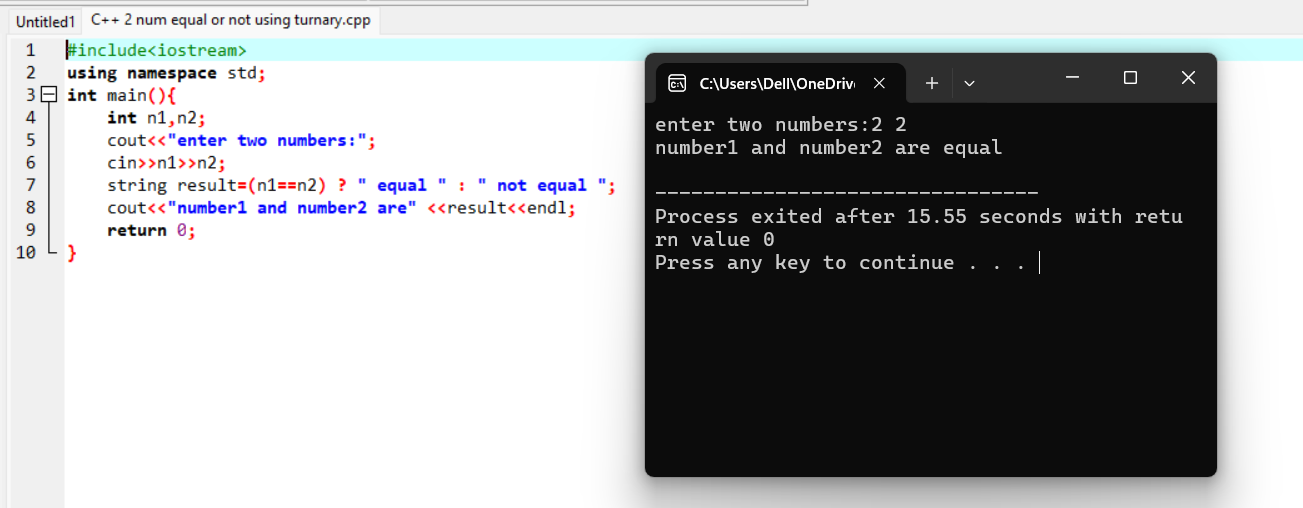 Untitled1 C++ 2 num equal or not using turnary.cpp
1 #include<iostream>
2 using namespace std;
3 int main(){
4 int n1,n2;
5 cout<<"enter two numbers:";
6 cin>>n1>>n2;
7 string result=(n1==n2) ? " equal " : " not equal ";
8 cout<<"number1 and number2 are" <<result<<endl;
9 return 0;
10 }
C:\Users\Dell\OneDriv
enter two numbers:2 2
number1 and number2 are equal
--------------------------------
Process exited after 15.55 seconds with retu
rn value 0
Press any key to continue . . .